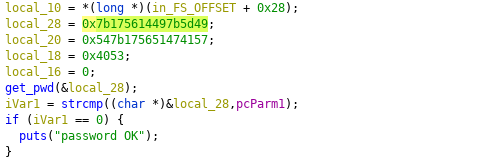 local_10 = *(long *)(in_FS_OFFSET + 0x28);
local_28 = 0x7b175614497b5d49;
local_20 = 0x547b175651474157;
local_18 = 0x4053;
local_16 = 0;
get_pwd(&local_28);
iVar1 = strcmp((char *)&local_28,pcParm1);
if (iVar1 == 0) {
  puts("password OK");
}